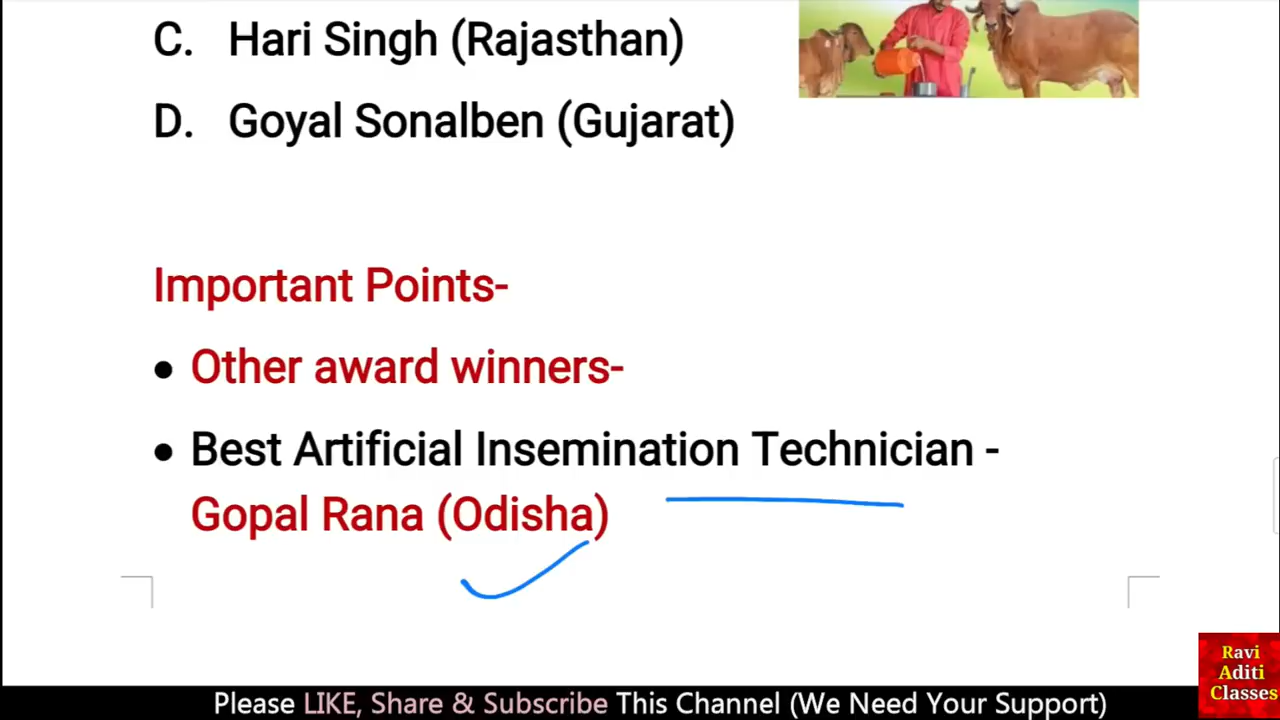 C. Hari Singh (Rajasthan)
D. Goyal Sonalben (Gujarat)
Important Points-
• Other award winners-
• Best Artificial Insemination Technician -
Gopal Rana (Odisha)
Ravi
Aditi
Classes
Please LIKE, Share & Subscribe This Channel (We Need Your Support)